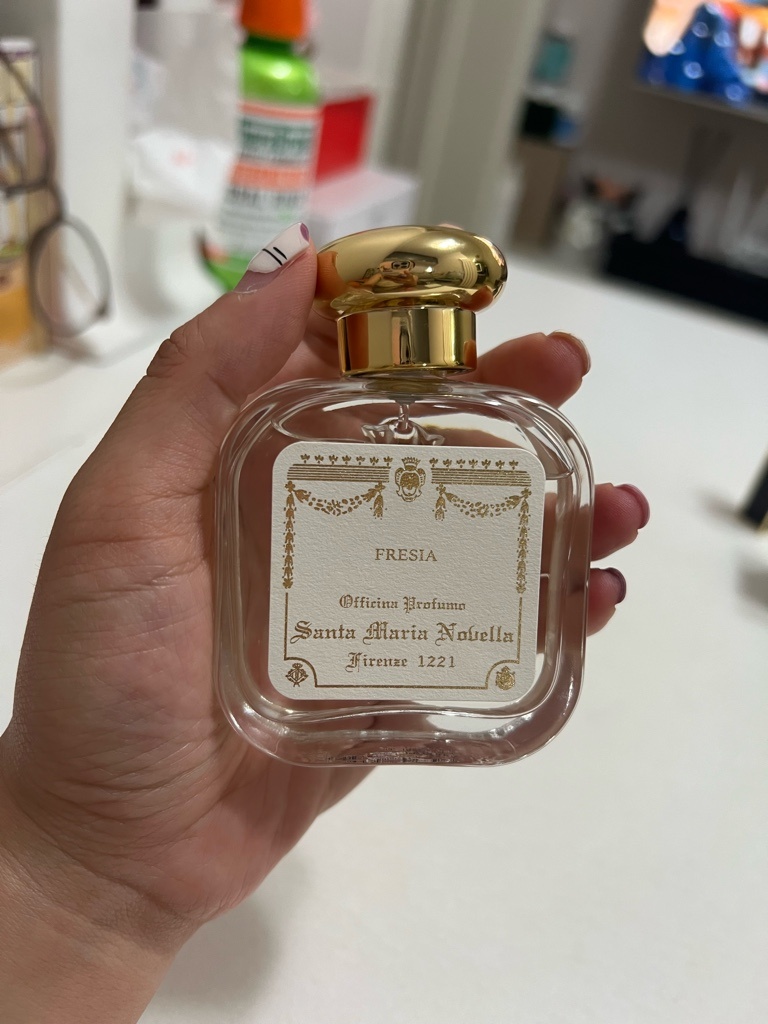 FRESIA
Officina Profumo
Santa Maria Novella
Firenze 1221